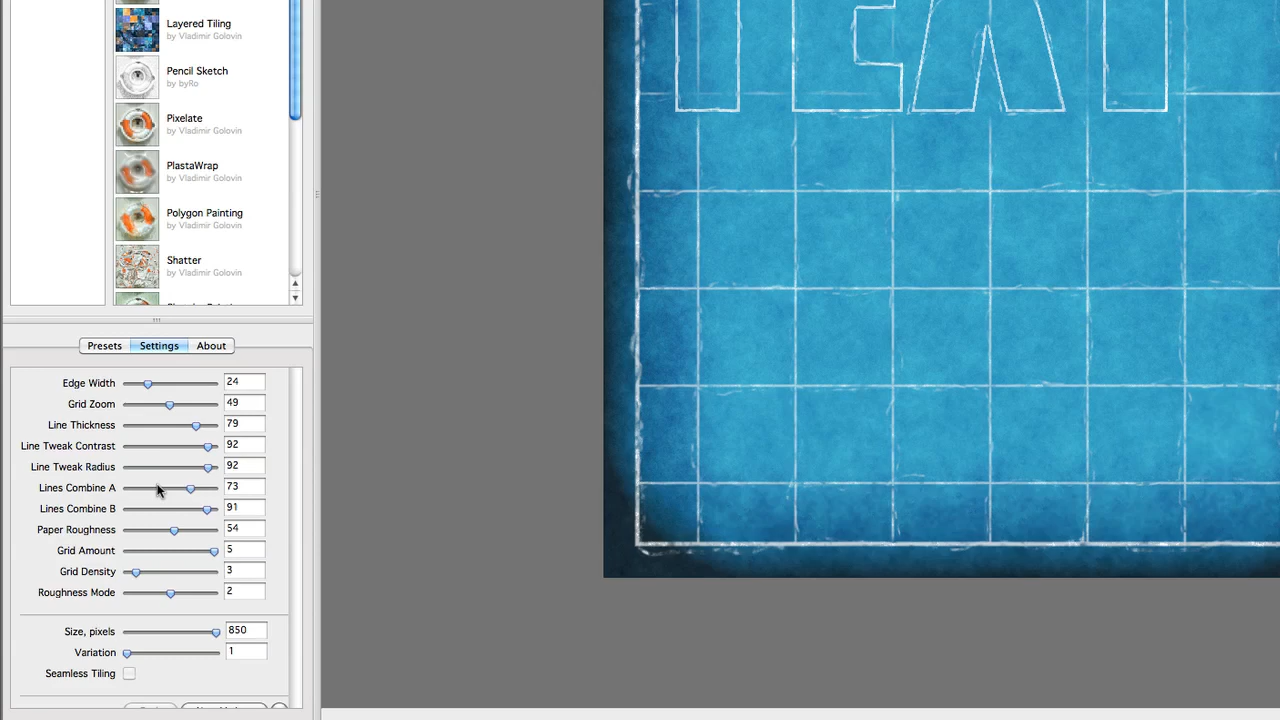 Layered Tiling
by Vladimir Golovin
Pencil Sketch
by byRo
Pixelate
by Vladimir Golovin
PlastaWrap
by Vladimir Golovin
Polygon Painting
by Vladimir Golovin
Shatter
by Vladimir Golovin
Presets Settings About
Edge Width 24
Grid Zoom 49
Line Thickness 79
Line Tweak Contrast 92
Line Tweak Radius 92
Lines Combine A 73
Lines Combine B 91
Paper Roughness 54
Grid Amount 5
Grid Density 3
Roughness Mode 2
Size, pixels 850
Variation 1
Seamless Tiling
TEXT